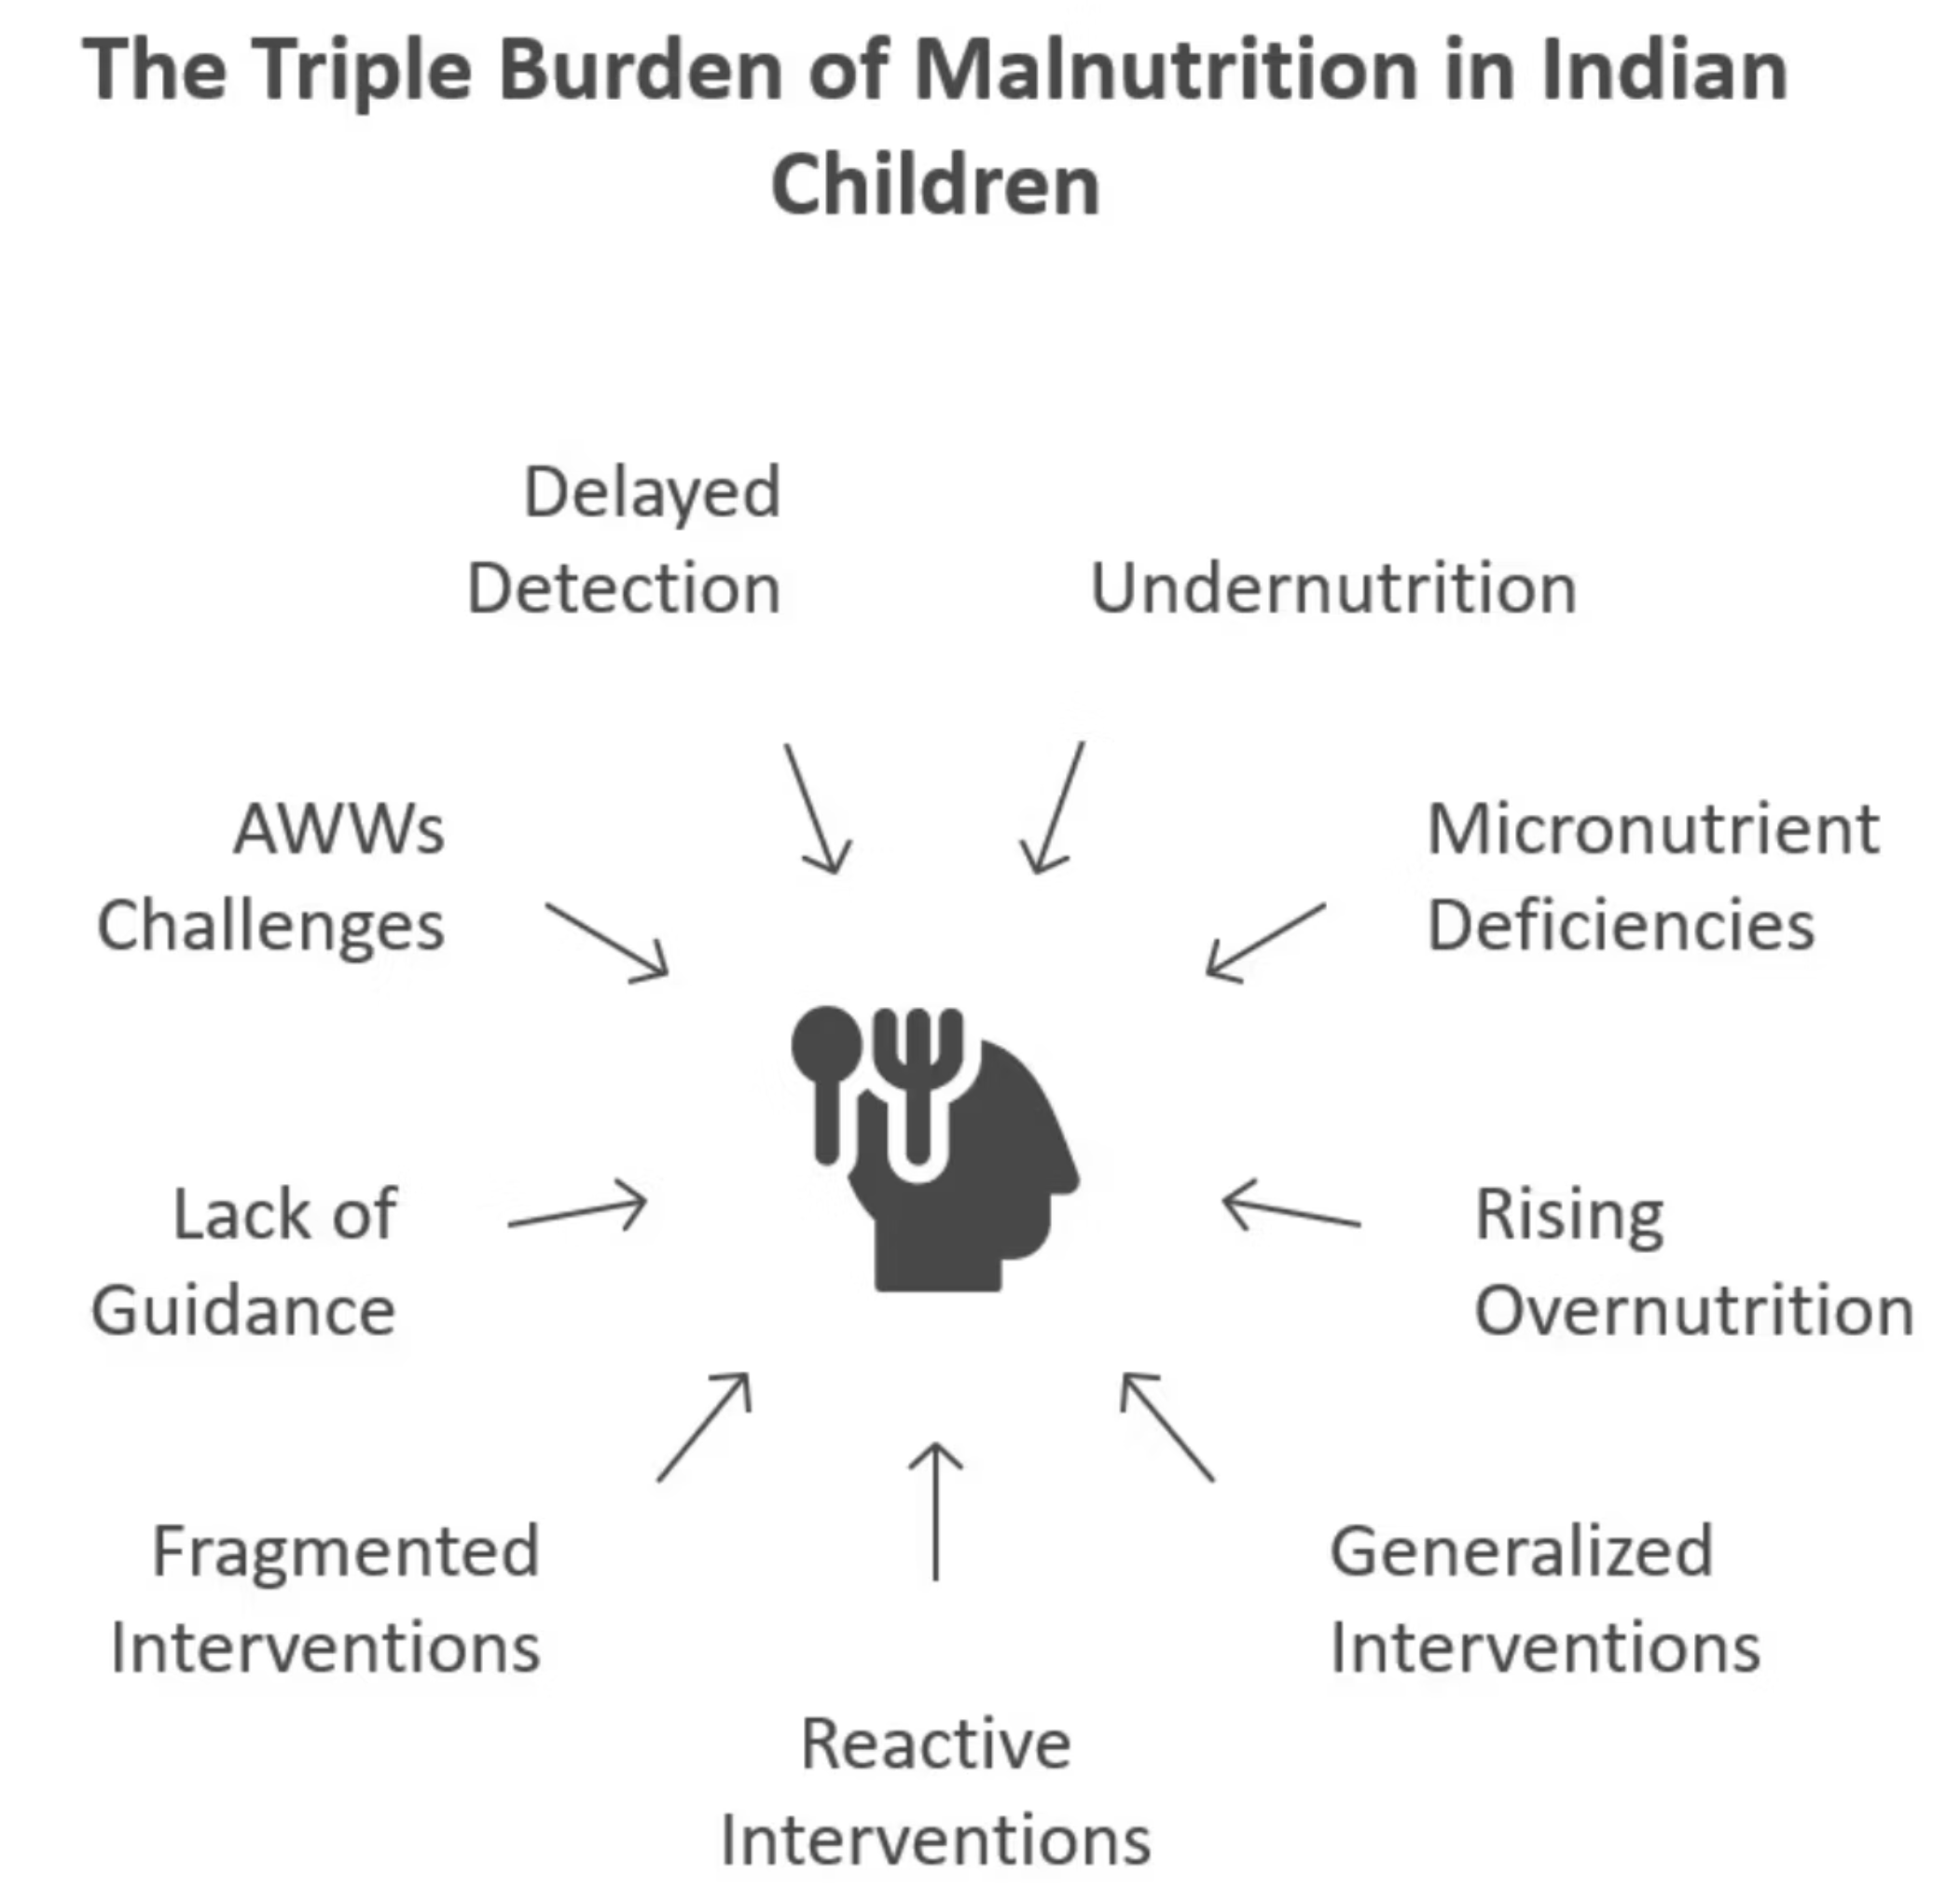 The Triple Burden of Malnutrition in Indian
Children
Delayed
Detection
Undernutrition
AWWs
Challenges
Micronutrient
Deficiencies
Lack of
Guidance
Rising
Overnutrition
Fragmented
Interventions
Generalized
Interventions
Reactive
Interventions